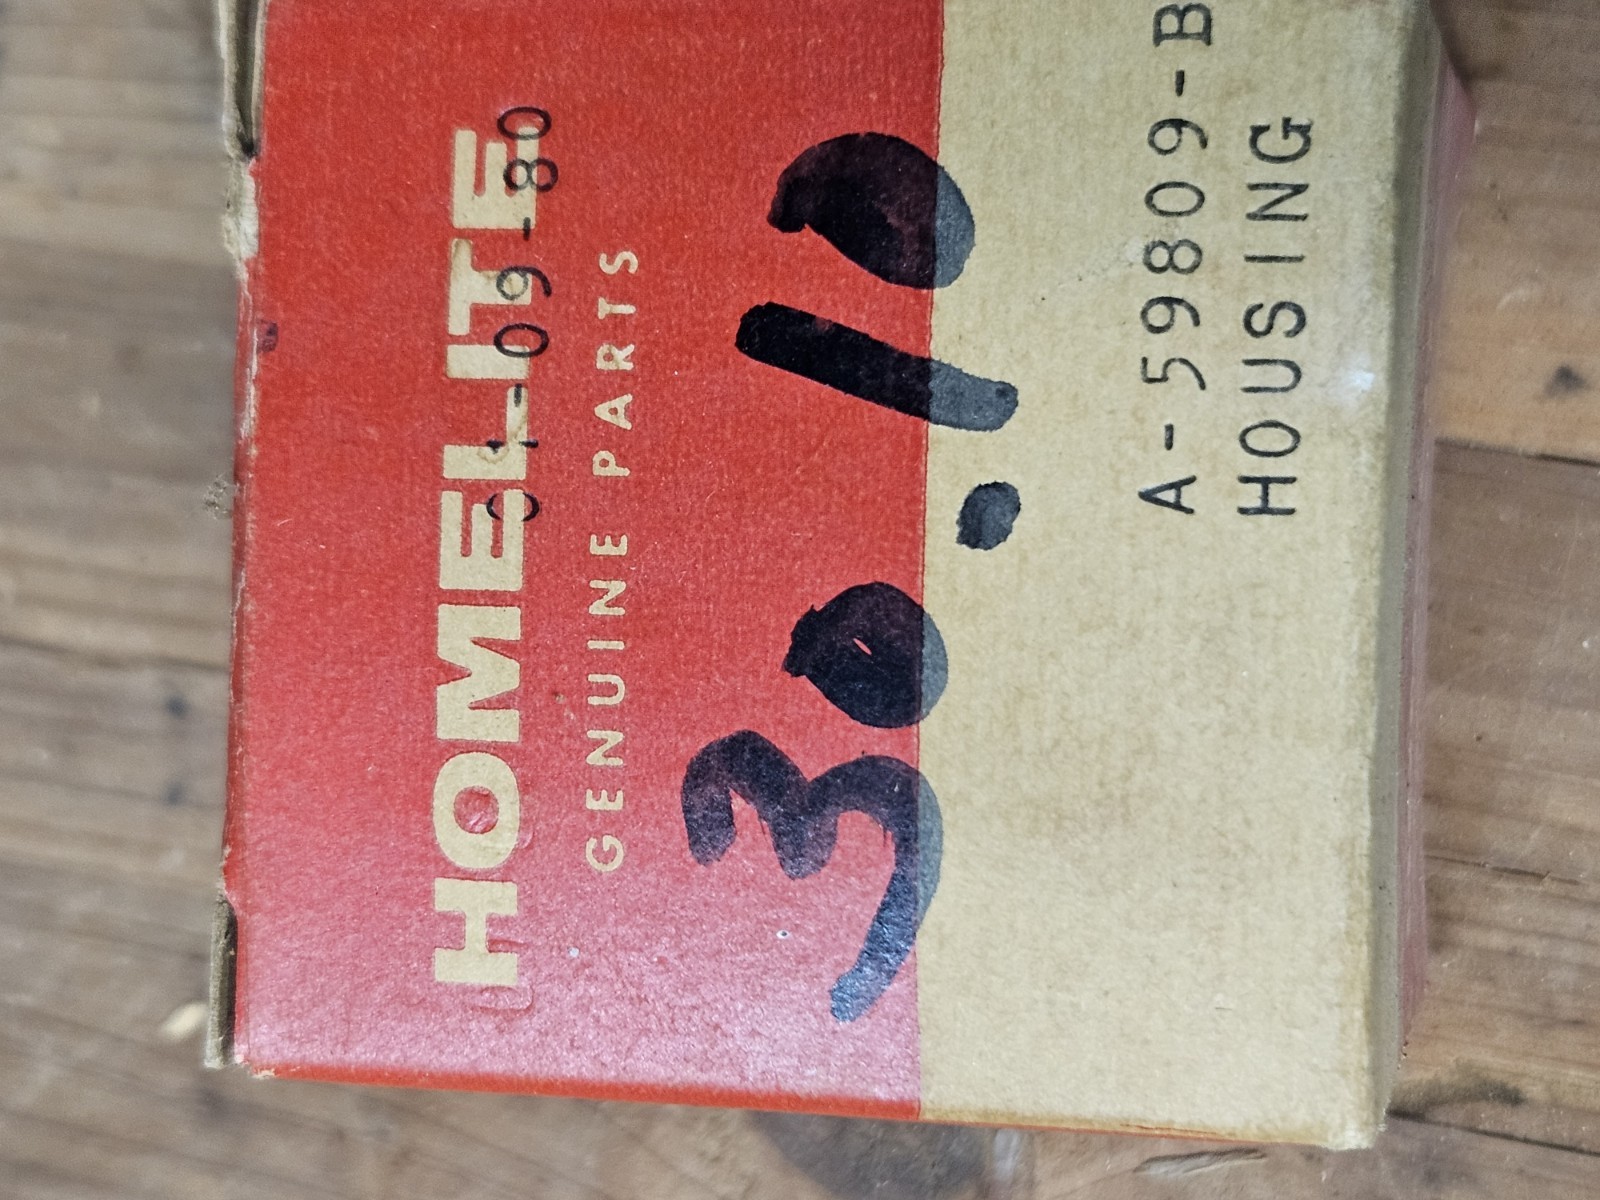 HOMELITE
01-09-80
GENUINE PARTS
30.10
A-59809-B
HOUSING